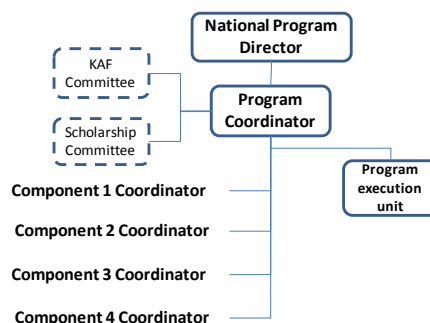 National Program
Director
KAF
Committee
Program
Coordinator
Scholarship
Committee
Program
execution
unit
Component 1 Coordinator
Component 2 Coordinator
Component 3 Coordinator
Component 4 Coordinator